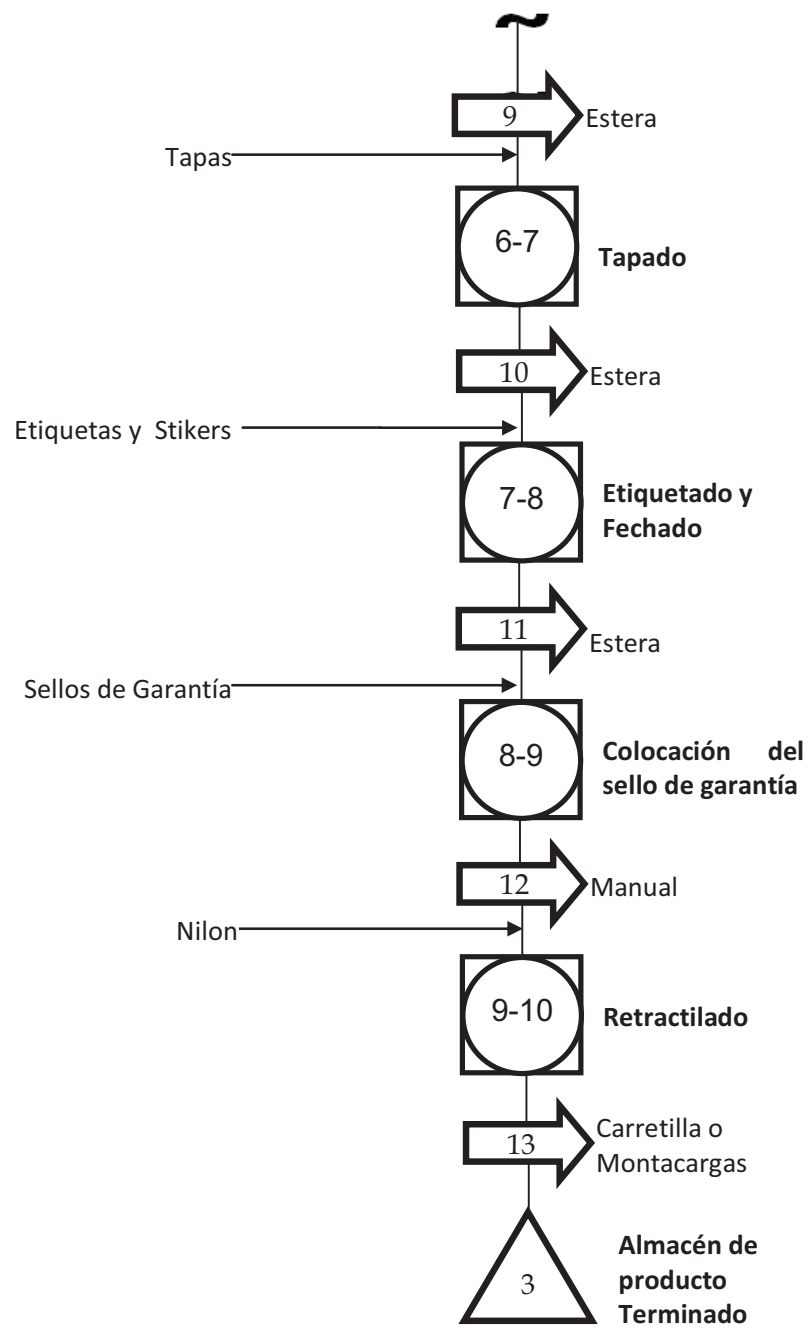 9
Estera
Tapas
6-7
Tapado
10
Estera
Etiquetas y Stikers
7-8
Etiquetado y
Fechado
11
Estera
Sellos de Garantía
8-9
Colocación del
sello de garantía
12
Manual
Nilon
9-10
Retractilado
13
Carretilla o
Montacargas
3
Almacén de
producto
Terminado